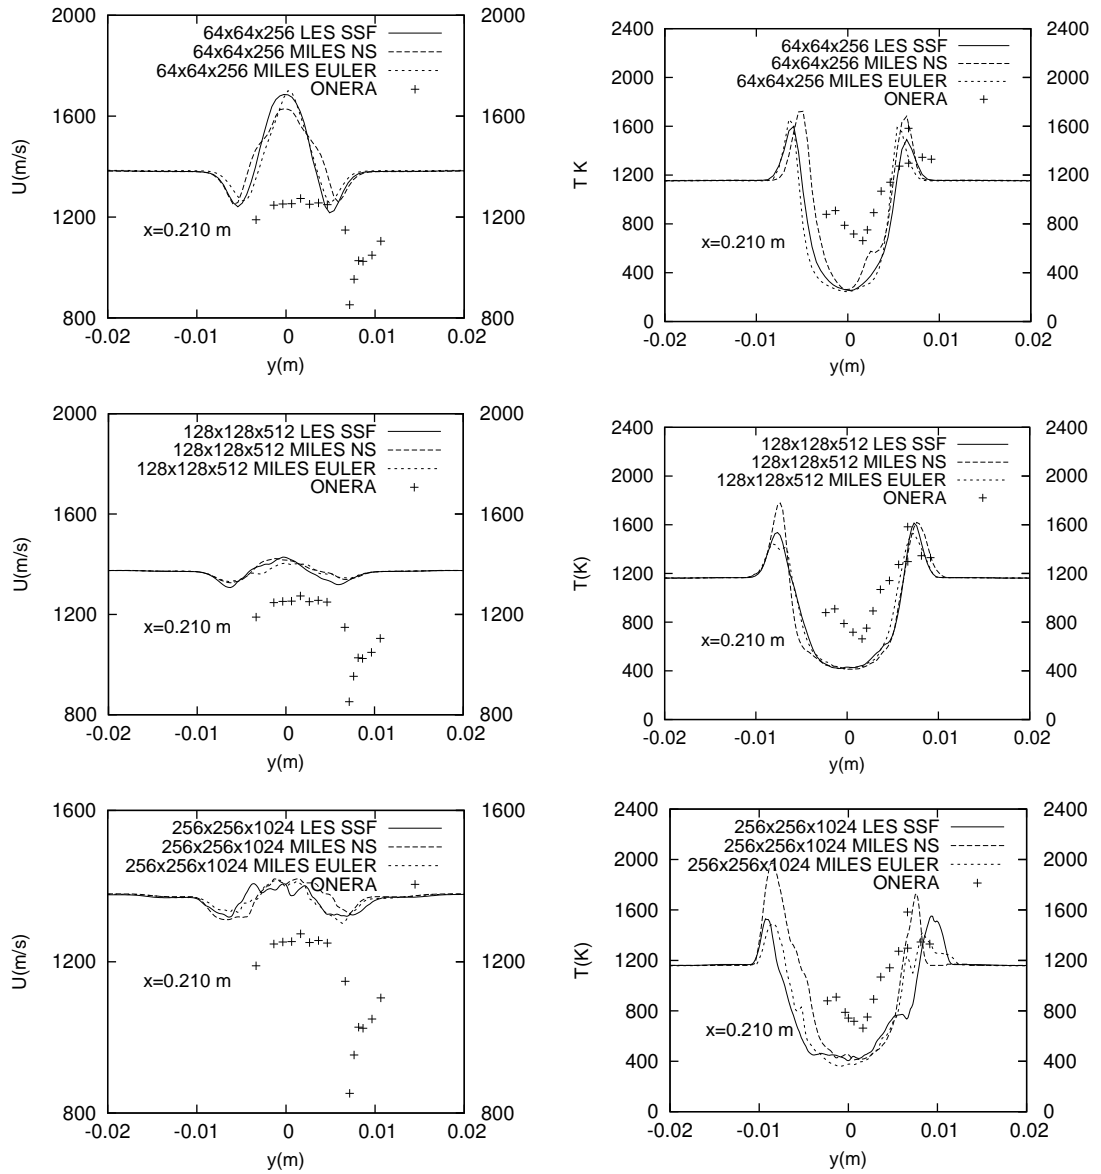 2000
2000
64x64x256 LES SSF
64x64x256 MILES NS
64x64x256 MILES EULER
ONERA
1600
1600
U(m/s)
1200
1200
x=0.210 m
800
800
-0.02
-0.01
0
0.01
0.02
y(m)
2400
2400
64x64x256 LES SSF
64x64x256 MILES NS
64x64x256 MILES EULER
ONERA
2000
2000
1600
1600
T K
1200
1200
800
800
x=0.210 m
400
400
0
0
-0.02
-0.01
0
0.01
0.02
y(m)
2000
2000
128x128x512 LES SSF
128x128x512 MILES NS
128x128x512 MILES EULER
ONERA
1600
1600
U(m/s)
1200
1200
x=0.210 m
800
800
-0.02
-0.01
0
0.01
0.02
y(m)
2400
2400
128x128x512 LES SSF
128x128x512 MILES NS
128x128x512 MILES EULER
ONERA
2000
2000
1600
1600
T(K)
1200
1200
800
800
x=0.210 m
400
400
0
0
-0.02
-0.01
0
0.01
0.02
y(m)
1600
1600
256x256x1024 LES SSF
256x256x1024 MILES NS
256x256x1024 MILES EULER
ONERA
U(m/s)
1200
1200
x=0.210 m
800
800
-0.02
-0.01
0
0.01
0.02
y(m)
2400
2400
256x256x1024 LES SSF
256x256x1024 MILES NS
256x256x1024 MILES EULER
ONERA
2000
2000
1600
1600
T(K)
1200
1200
800
800
x=0.210 m
400
400
0
0
-0.02
-0.01
0
0.01
0.02
y(m)